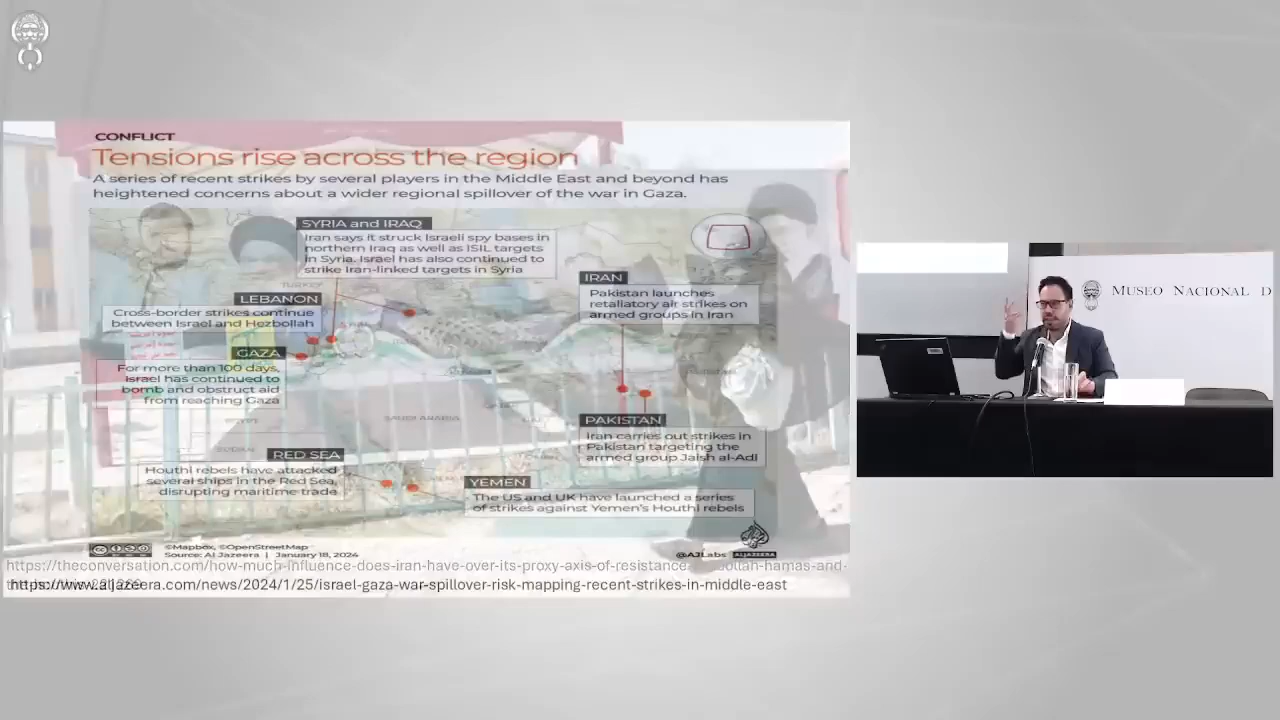 CONFLICT
Tensions rise across the region
A series of recent strikes by several players in the Middle East and beyond has
heightened concerns about a wider regional spillover of the war in Gaza.
SYRIA and IRAQ
Iran says it struck Israeli spy bases in
northern Iraq as well as ISIL targets
in Syria. Israel has also continued to
strike Iran-linked targets in Syria
TURKEY
IRAN
Pakistan launches
retaliatory air strikes on
armed groups in Iran
LEBANON
Cross-border strikes continue
between Israel and Hezbollah
GAZA
For more than 100 days,
Israel has continued to
bomb and obstruct aid
from reaching Gaza
SAUDI ARABIA
PAKISTAN
Iran carries out strikes in
Pakistan targeting the
armed group Jaish al-Adl
RED SEA
Houthi rebels have attacked
several ships in the Red Sea,
disrupting maritime trade
YEMEN
The US and UK have launched a series
of strikes against Yemen's Houthi rebels
©Mapbox, ©OpenStreetMap
Source: Al Jazeera | January 18, 2024
@AJLabs ALJAZEERA
https://theconversation.com/how-much-influence-does-iran-have-over-its-proxy-axis-of-resistance-hamas-and-
https://www.aljazeera.com/news/2024/1/25/israel-gaza-war-spillover-risk-mapping-recent-strikes-in-middle-east
MUSEO NACIONAL D